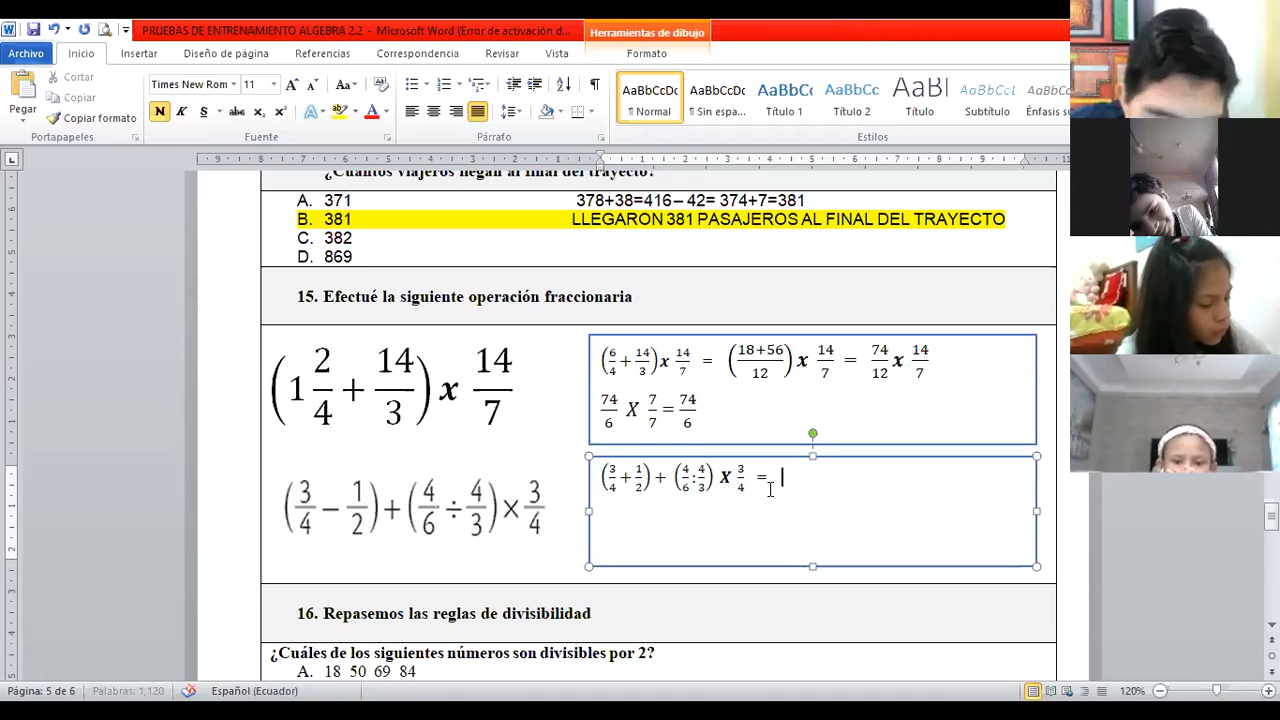 PRUEBAS DE ENTRENAMIENTO ALGEBRA 2.2 - Microsoft Word (Error de activación d...
Herramientas de dibujo
Archivo Inicio Insertar Diseño de página Referencias Correspondencia Revisar Vista Formato
Cortar
Copiar
Copiar formato
Pegar
Portapapeles
Times New Rom 11
N K S abc x₂ x²
Fuente
Párrafo
AaBbCcDc AaBbCcDc AaBbCc AaBbCc AaBl AaBbCcl AaBbCcD
¶ Normal ¶ Sin espa... Título 1 Título 2 Título Subtítulo Énfasis su
Estilos
¿Cuántos viajeros llegan al final del trayecto?
A. 371 378+38=416 – 42= 374+7=381
B. 381 LLEGARON 381 PASAJEROS AL FINAL DEL TRAYECTO
C. 382
D. 869
15. Efectué la siguiente operación fraccionaria
(1 2/4 + 14/3) x 14/7
(6/4 + 14/3) x 14/7 = ((18+56)/12) x 14/7 = 74/12 x 14/7
74/6 X 7/7 = 74/6
(3/4 − 1/2) + (4/6 ÷ 4/3) × 3/4
(3/4 + 1/2) + (4/6 : 4/3) X 3/4 =
16. Repasemos las reglas de divisibilidad
¿Cuáles de los siguientes números son divisibles por 2?
A. 18 50 69 84
Página: 5 de 6 Palabras: 1,120 Español (Ecuador) 120%